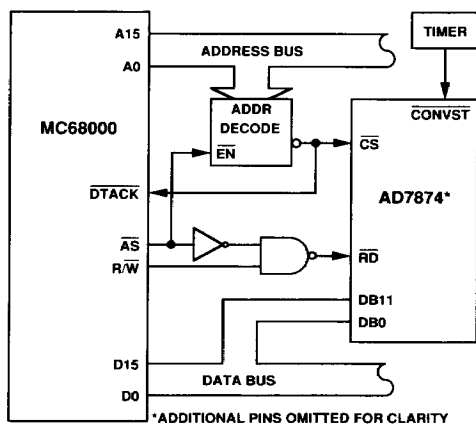 A15
ADDRESS BUS
TIMER
A0
ADDR
DECODE
CONVST
MC68000
EN
CS
DTACK
AD7874*
AS
R/W
RD
DB11
DB0
D15
DATA BUS
D0
*ADDITIONAL PINS OMITTED FOR CLARITY